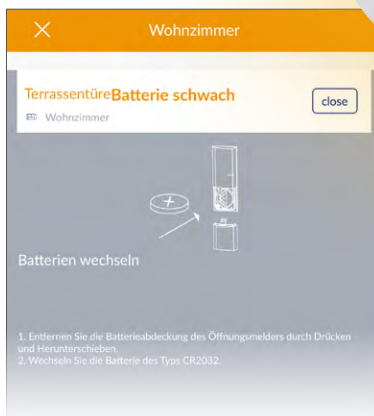 Wohnzimmer
TerrassentüreBatterie schwach
close
Wohnzimmer
Batterien wechseln
1. Entfernen Sie die Batterieabdeckung des Öffnungsmelders durch Drücken
und Herunterschieben.
2. Wechseln Sie die Batterie des Typs CR2032.